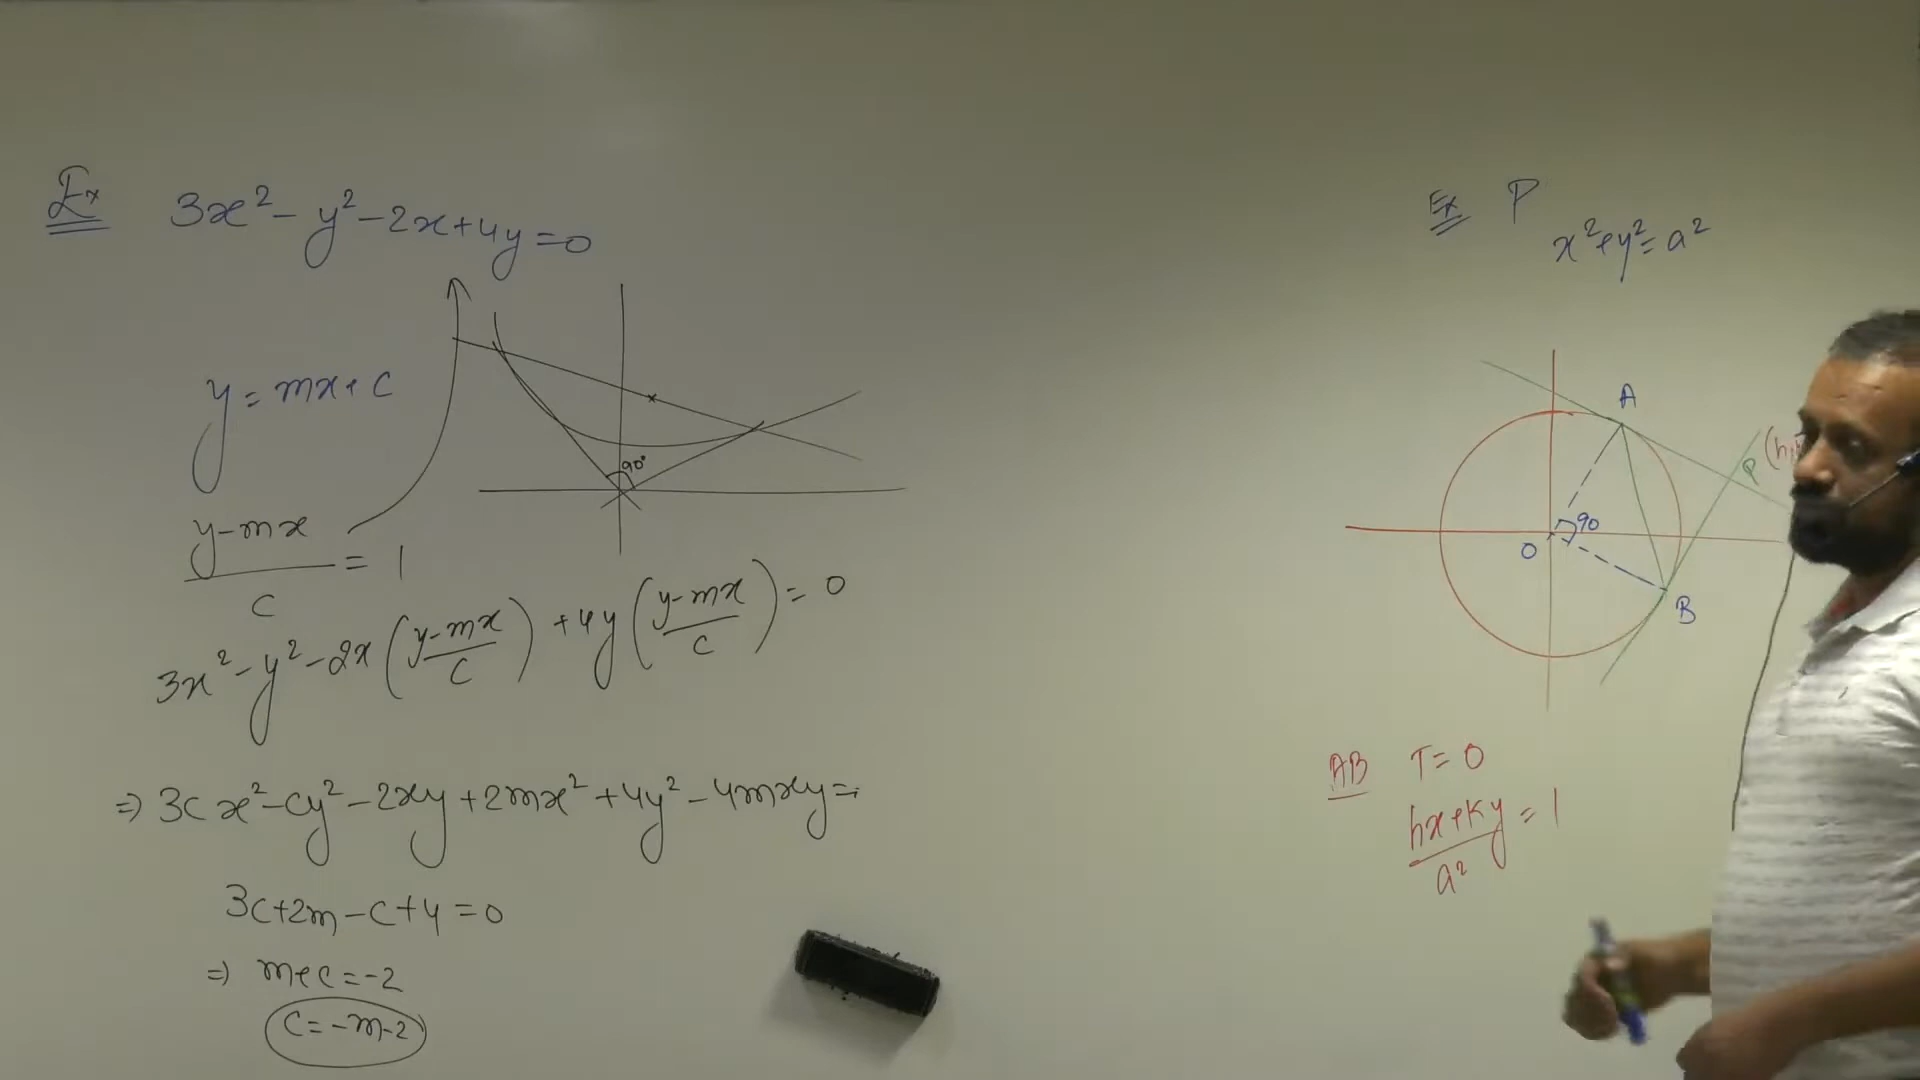 Ex 3x² - y² - 2x + 4y = 0
y = mx + c
90°
(y - mx)/c = 1
3x² - y² - 2x((y - mx)/c) + 4y((y - mx)/c) = 0
⇒ 3cx² - cy² - 2xy + 2mx² + 4y² - 4mxy =
3c + 2m - c + 4 = 0
⇒ m + c = -2
c = -m - 2
Ex P
x² + y² = a²
A
P (h,
90
O
B
AB T = 0
(hx + ky)/a² = 1